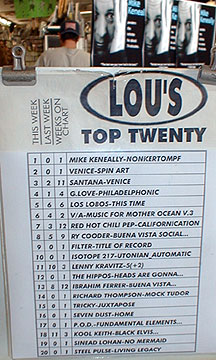 Mike
Keneally
LOU'S
TOP TWENTY
THIS WEEK
LAST WEEK
WEEKS ON CHART
1 0 1 MIKE KENEALLY-NONKERTOMPF
2 0 1 VENICE-SPIN ART
3 2 11 SANTANA-VENICE
4 1 4 G.LOVE-PHILADELPHONIC
5 6 6 LOS LOBOS-THIS TIME
6 4 2 V/A-MUSIC FOR MOTHER OCEAN V.3
7 3 12 RED HOT CHILI PEP-CALIFORNICATION
8 5 9 RY COODER-BUENA VISTA SOCIAL...
9 0 1 FILTER-TITLE OF RECORD
10 0 1 ISOTOPE 217-UTONIAN AUTOMATIC
11 10 3 LENNY KRAVITZ-5(+2)
12 0 1 THE HIPPOS-HEADS ARE GONNA...
13 8 12 IBRAHIM FERRER-BUENA VISTA...
14 0 1 RICHARD THOMPSON-MOCK TUDOR
15 0 1 TRICKY-JUXTAPOSE
16 0 1 SEVEN DUST-HOME
17 0 1 P.O.D.-FUNDAMENTAL ELEMENTS...
18 11 3 KOOL KEITH-BLACK ELVIS...
19 0 1 SINEAD LOHAN-NO MERMAID
20 0 1 STEEL PULSE-LIVING LEGACY